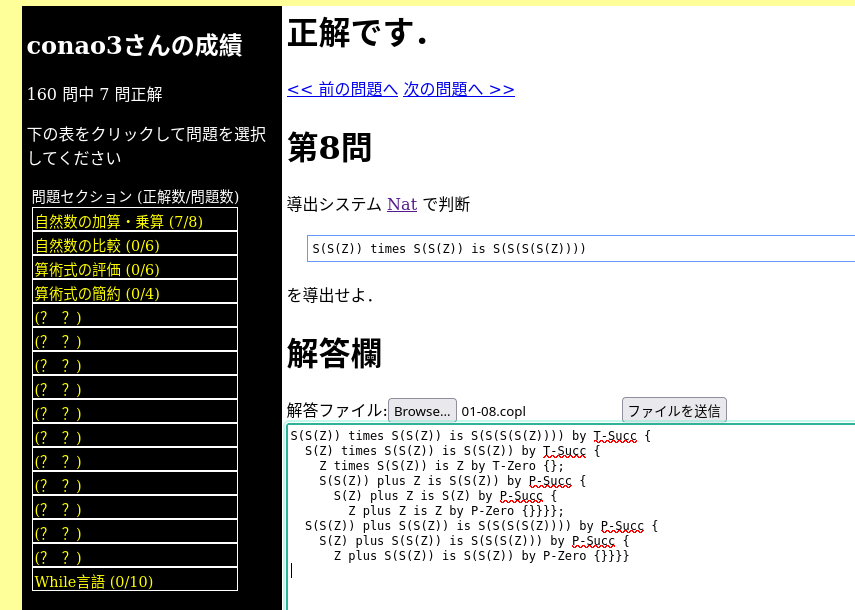 conao3さんの成績
160 問中 7 問正解
下の表をクリックして問題を選択
してください
問題セクション (正解数/問題数)
自然数の加算・乗算 (7/8)
自然数の比較 (0/6)
算術式の評価 (0/6)
算術式の簡約 (0/4)
(？ ？)
(？ ？)
(？ ？)
(？ ？)
(？ ？)
(？ ？)
(？ ？)
(？ ？)
(？ ？)
(？ ？)
(？ ？)
While言語 (0/10)
正解です．
<< 前の問題へ 次の問題へ >>
第8問
導出システム Nat で判断
S(S(Z)) times S(S(Z)) is S(S(S(S(Z))))
を導出せよ．
解答欄
解答ファイル: Browse... 01-08.copl ファイルを送信
S(S(Z)) times S(S(Z)) is S(S(S(S(Z)))) by T-Succ {
  S(Z) times S(S(Z)) is S(S(Z)) by T-Succ {
    Z times S(S(Z)) is Z by T-Zero {};
    S(S(Z)) plus Z is S(S(Z)) by P-Succ {
      S(Z) plus Z is S(Z) by P-Succ {
        Z plus Z is Z by P-Zero {}}}};
  S(S(Z)) plus S(S(Z)) is S(S(S(S(Z)))) by P-Succ {
    S(Z) plus S(S(Z)) is S(S(S(Z))) by P-Succ {
      Z plus S(S(Z)) is S(S(Z)) by P-Zero {}}}}